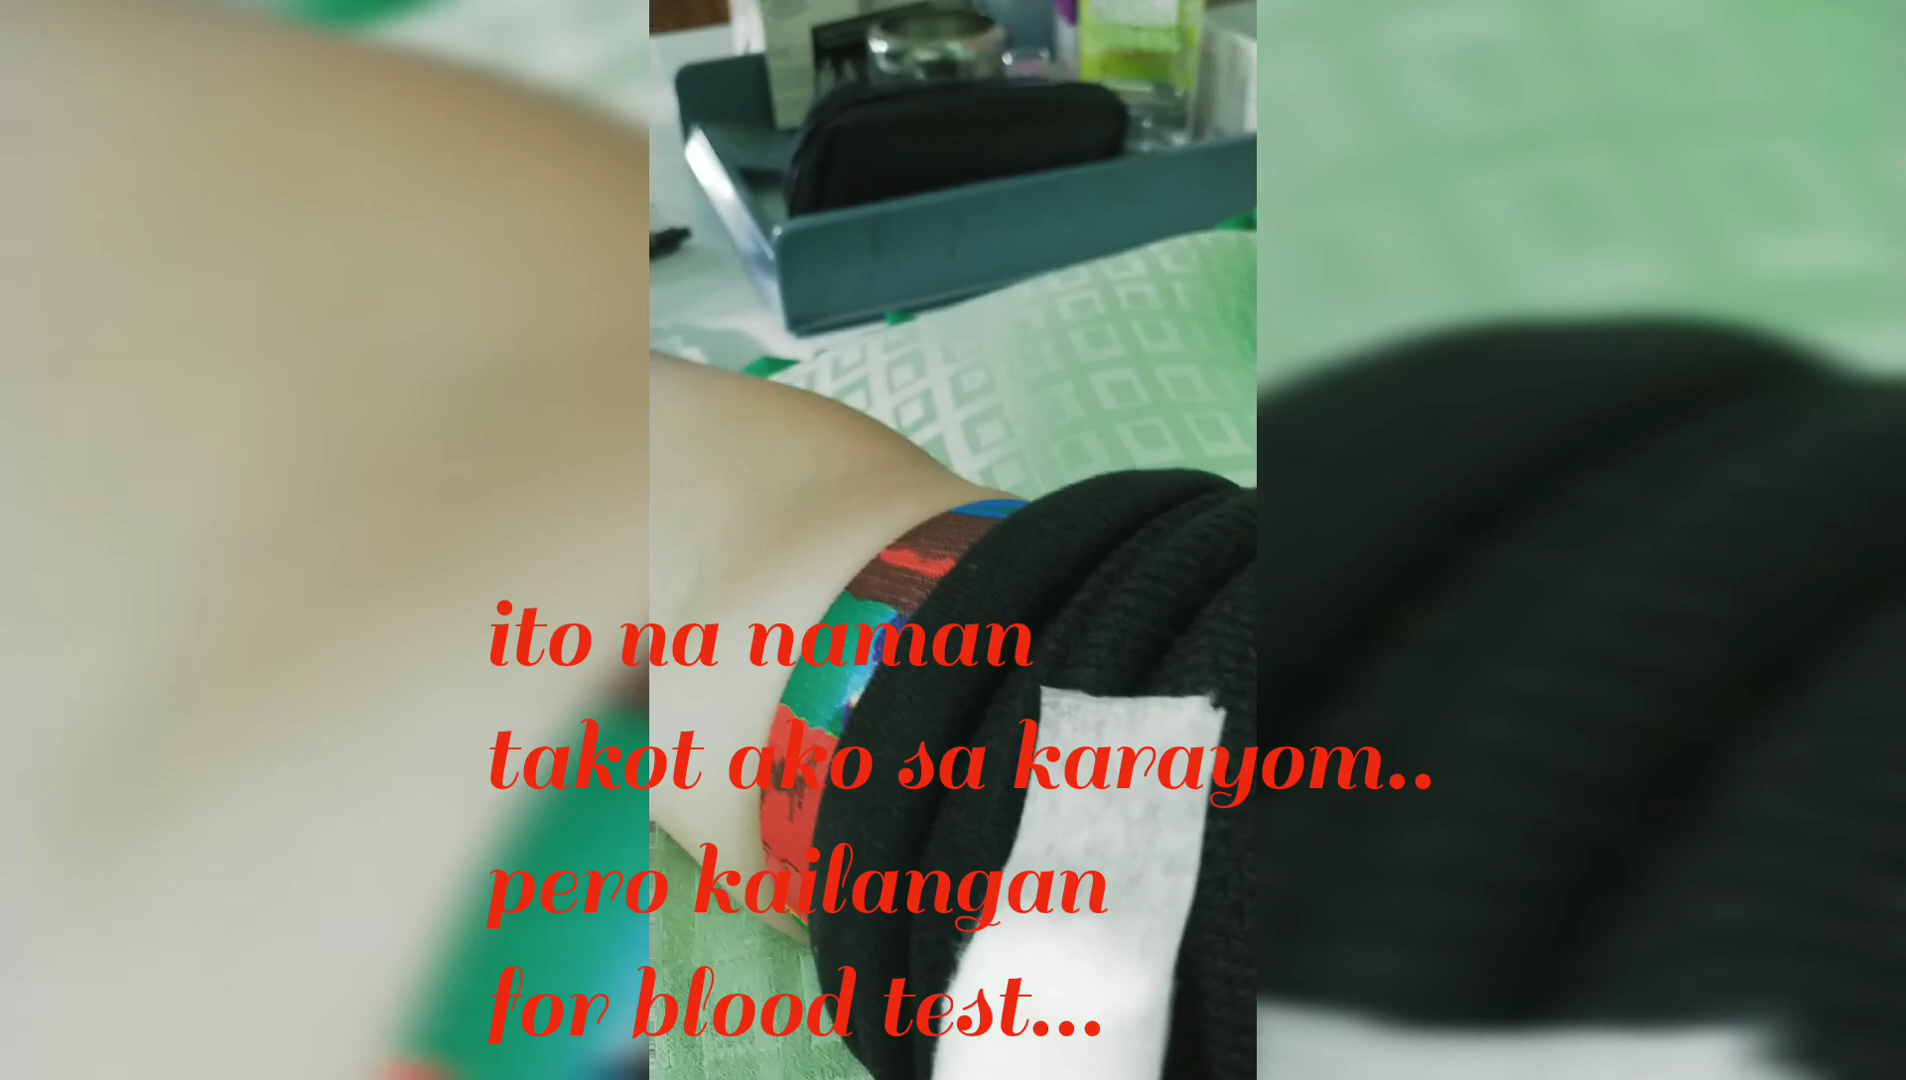 ito na naman
takot ako sa karayom..
pero kailangan
for blood test...